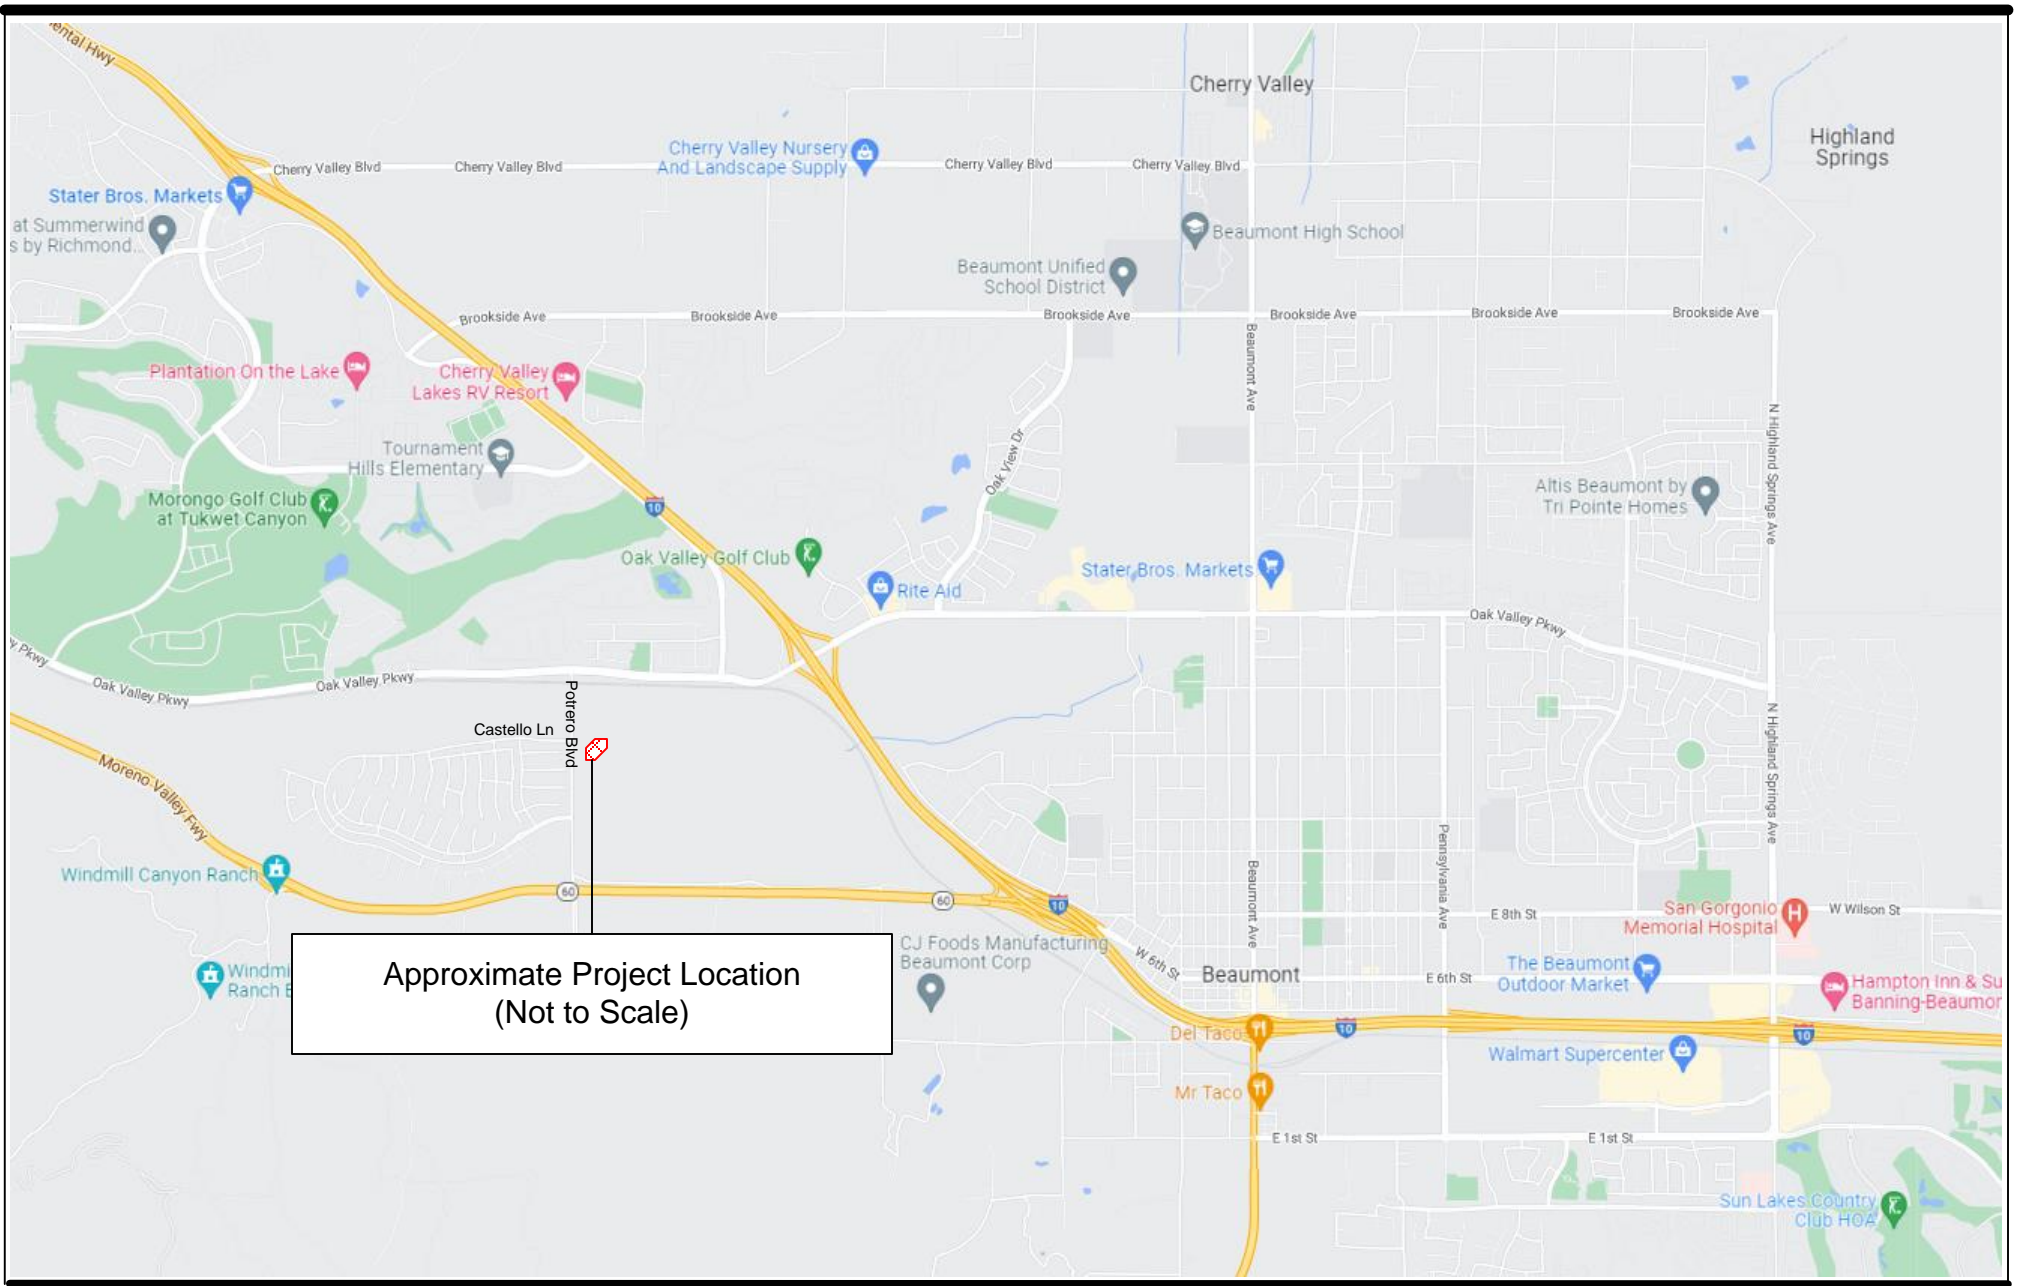 ental Hwy
Cherry Valley
Highland
Springs
Cherry Valley Nursery
And Landscape Supply
Cherry Valley Blvd
Cherry Valley Blvd
Cherry Valley Blvd
Cherry Valley Blvd
Stater Bros. Markets
at Summerwind
s by Richmond...
Beaumont High School
Beaumont Unified
School District
Brookside Ave
Brookside Ave
Brookside Ave
Brookside Ave
Brookside Ave
Brookside Ave
Beaumont Ave
Plantation On the Lake
Cherry Valley
Lakes RV Resort
N Highland Springs Ave
Tournament
Hills Elementary
Oak View Dr
Morongo Golf Club
at Tukwet Canyon
10
Altis Beaumont by
Tri Pointe Homes
Oak Valley Golf Club
Rite Aid
Stater Bros. Markets
Oak Valley Pkwy
y Pkwy
Oak Valley Pkwy
Oak Valley Pkwy
Potrero Blvd
Castello Ln
N Highland Springs Ave
Moreno Valley Fwy
Windmill Canyon Ranch
60
60
10
Beaumont Ave
Pennsylvania Ave
E 8th St
San Gorgonio
Memorial Hospital
H
W Wilson St
CJ Foods Manufacturing
Beaumont Corp
W 6th St
Beaumont
E 6th St
The Beaumont
Outdoor Market
Hampton Inn & Su
Banning-Beaumor
Windmi
Ranch E
Approximate Project Location
(Not to Scale)
Del Taco
10
10
Walmart Supercenter
Mr Taco
E 1st St
E 1st St
Sun Lakes Country
Club HOA